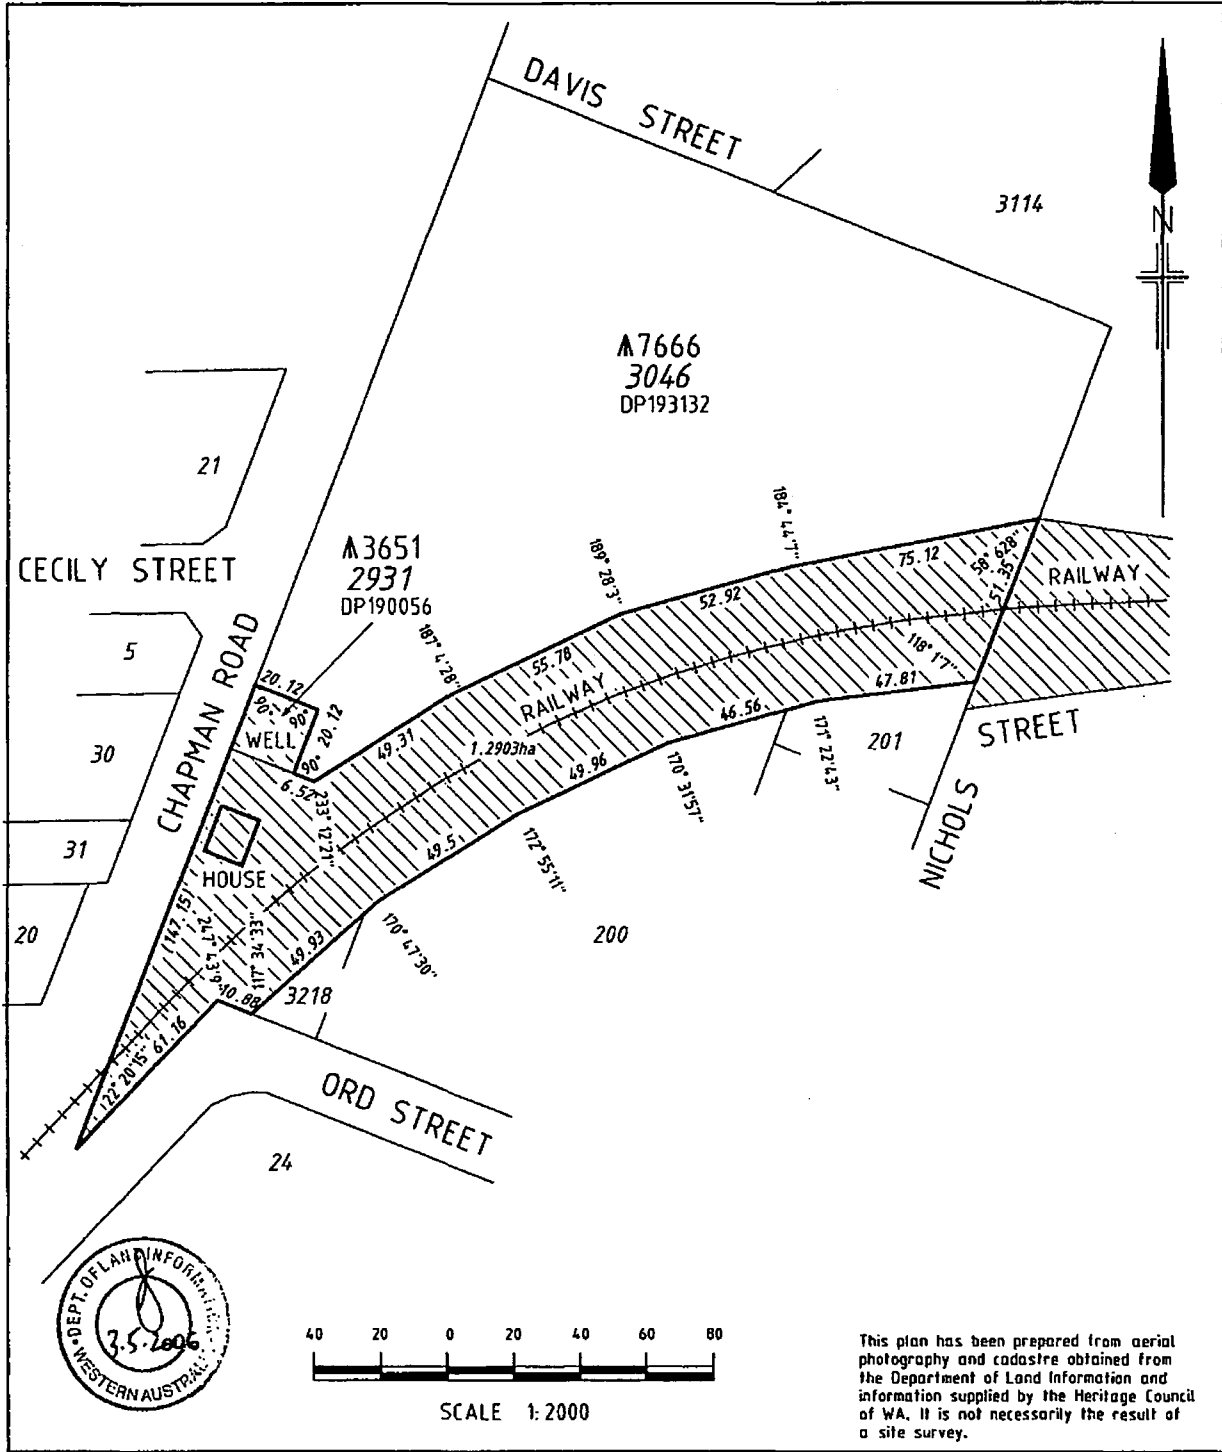 DAVIS STREET
3114
N
7666
3046
DP193132
21
CECILY STREET
3651
2931
DP190056
184° 44'7"
189° 28'3"
187° 4'28"
75.12
58° 6'28"
51.35
RAILWAY
52.92
55.78
RAILWAY
118° 1'7"
5
CHAPMAN ROAD
20.12
90°
90°
20.12
WELL
90°
6.52
49.31
1.2903ha
46.56
47.81
STREET
201
171° 22'43"
170° 31'57"
49.96
30
233° 12'21"
49.5
172° 55'11"
NICHOLS
31
HOUSE
20
(147.15)
247° 43'9"
117° 34'33"
49.93
170° 47'30"
200
10.88
3218
61.16
22° 20'15"
ORD STREET
24
DEPT. OF LAND INFORMATION
WESTERN AUSTRALIA
3.5.2006
40 20 0 20 40 60 80
SCALE 1:2000
This plan has been prepared from aerial
photography and cadastre obtained from
the Department of Land Information and
information supplied by the Heritage Council
of WA. It is not necessarily the result of
a site survey.